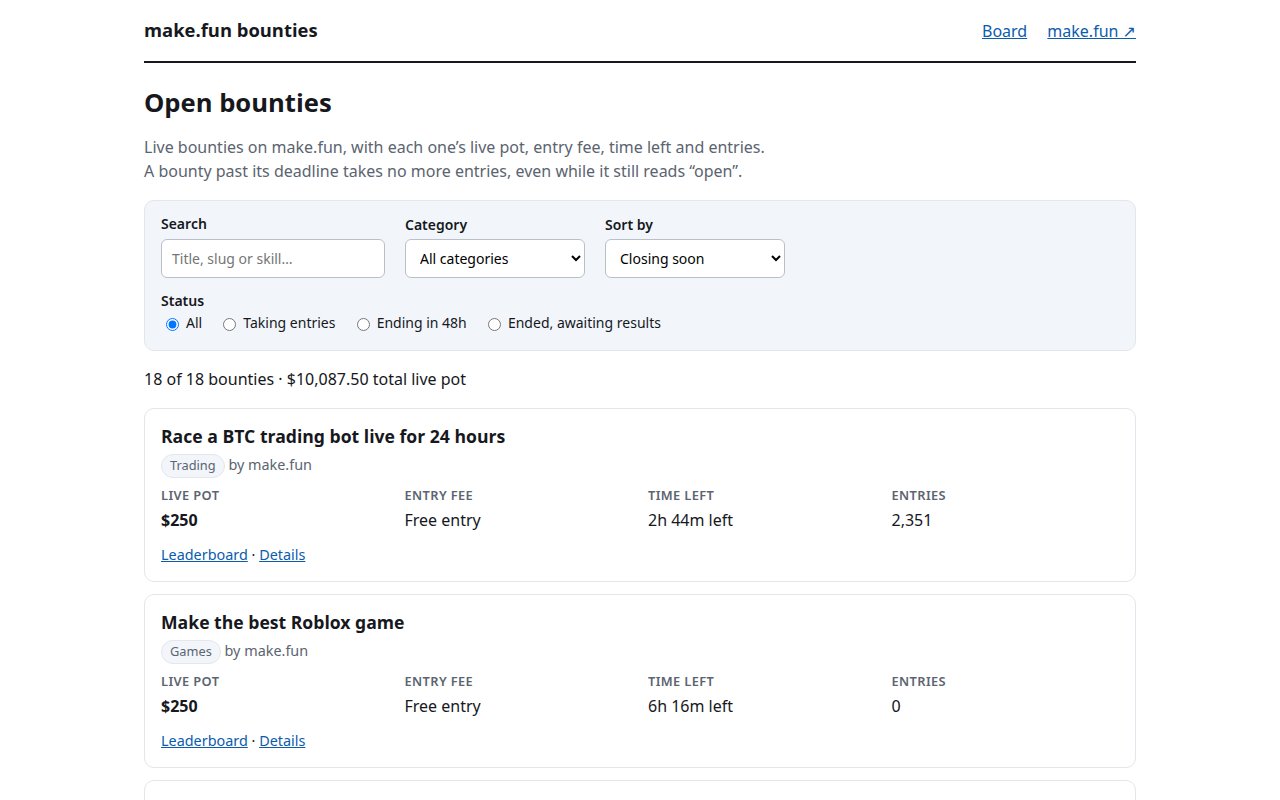 make.fun bounties
Board
make.fun ↗
Open bounties
Live bounties on make.fun, with each one’s live pot, entry fee, time left and entries.
A bounty past its deadline takes no more entries, even while it still reads “open”.
Search
Category
Sort by
Title, slug or skill...
All categories
Closing soon
Status
All
Taking entries
Ending in 48h
Ended, awaiting results
18 of 18 bounties · $10,087.50 total live pot
Race a BTC trading bot live for 24 hours
Trading by make.fun
LIVE POT
ENTRY FEE
TIME LEFT
ENTRIES
$250
Free entry
2h 44m left
2,351
Leaderboard · Details
Make the best Roblox game
Games by make.fun
LIVE POT
ENTRY FEE
TIME LEFT
ENTRIES
$250
Free entry
6h 16m left
0
Leaderboard · Details